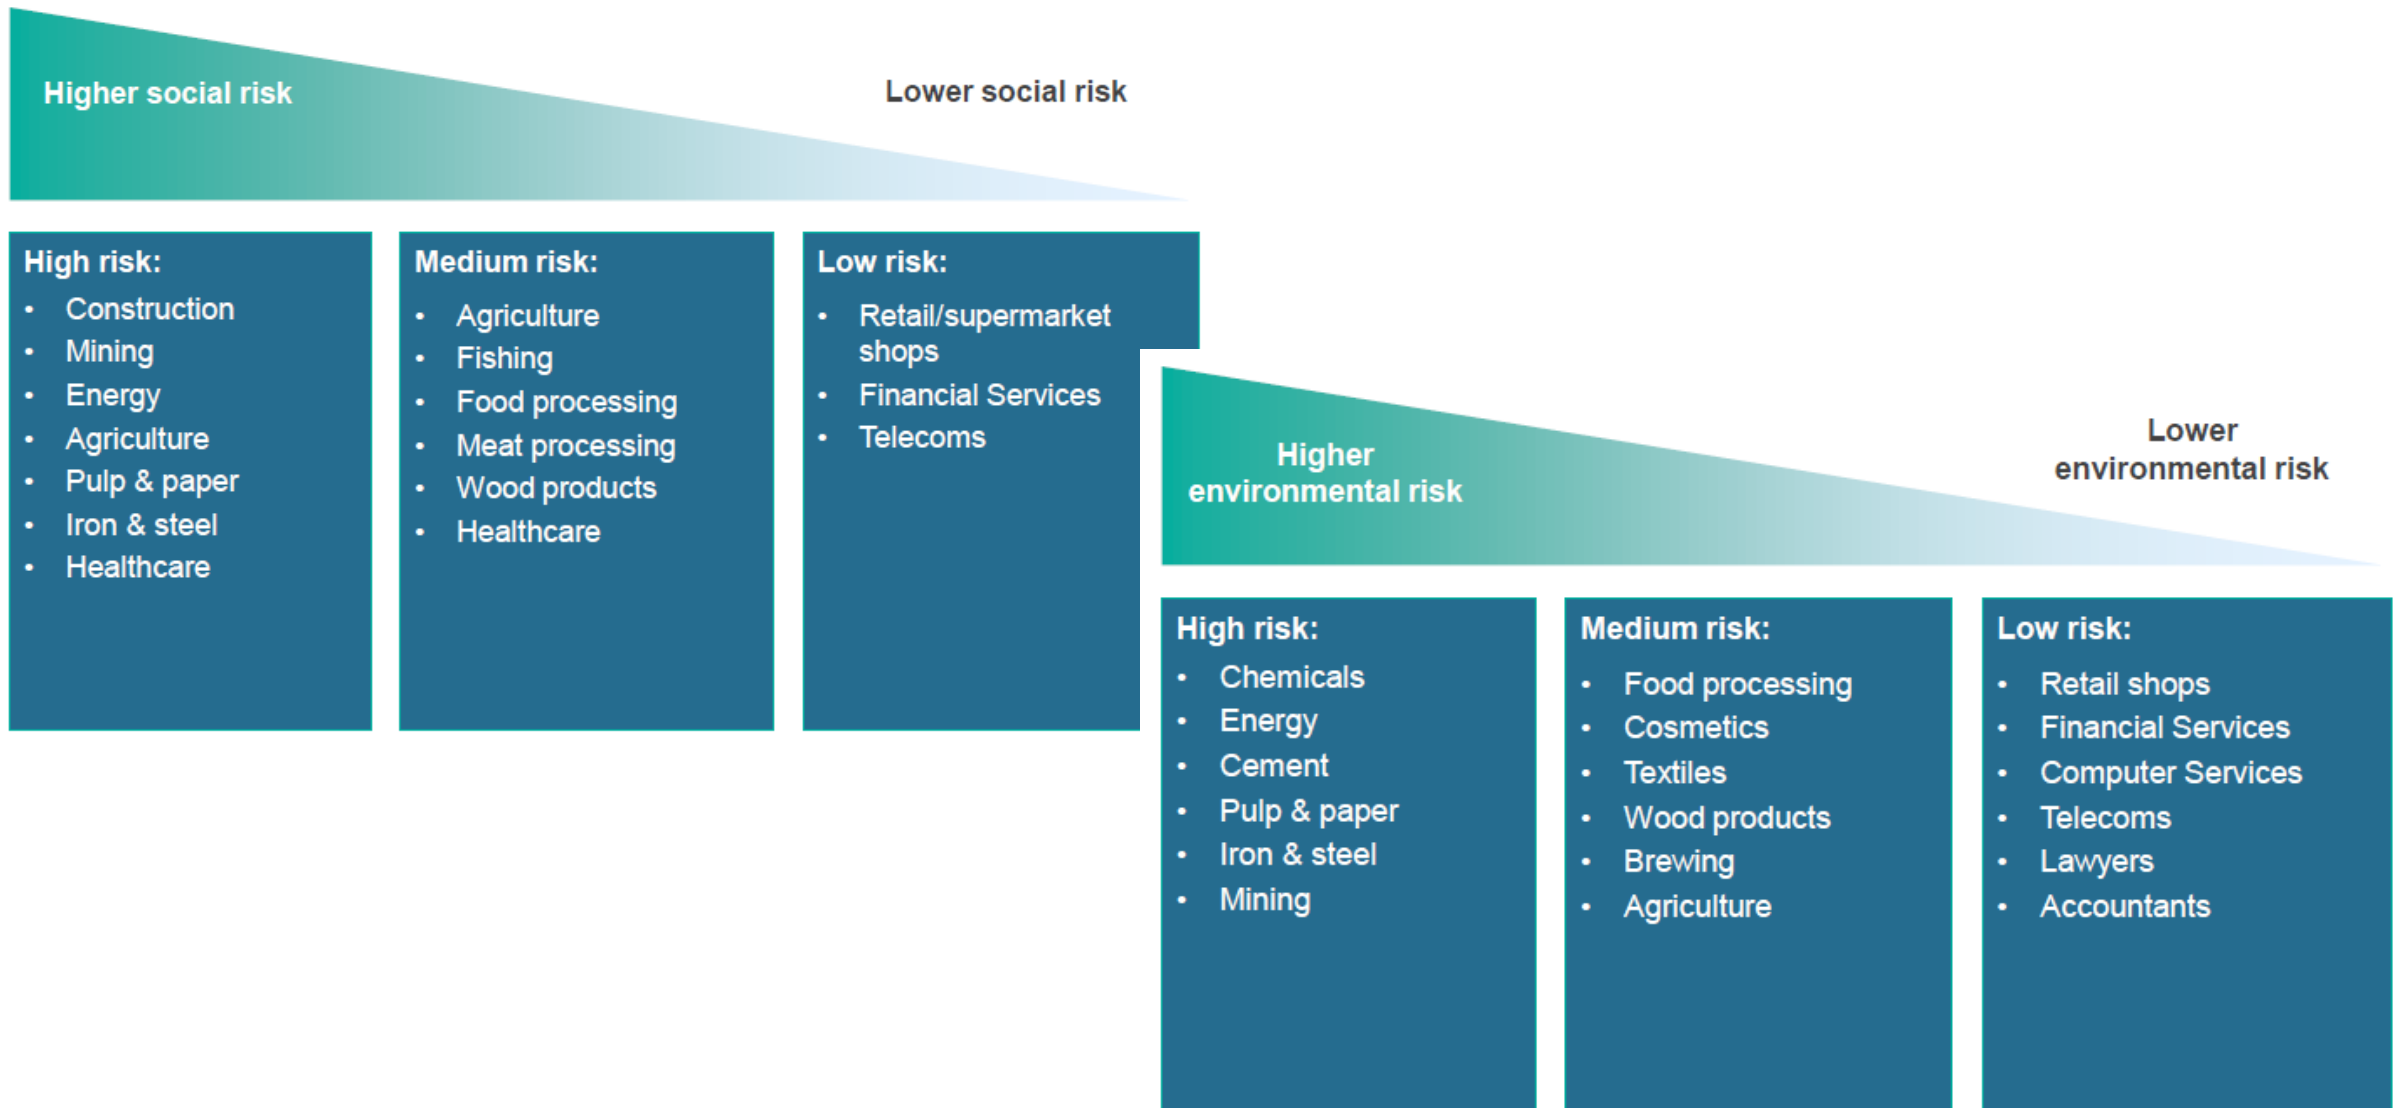 Higher social risk
Lower social risk
High risk:
• Construction
• Mining
• Energy
• Agriculture
• Pulp & paper
• Iron & steel
• Healthcare
Medium risk:
• Agriculture
• Fishing
• Food processing
• Meat processing
• Wood products
• Healthcare
Low risk:
• Retail/supermarket
shops
• Financial Services
• Telecoms
Higher
environmental risk
Lower
environmental risk
High risk:
• Chemicals
• Energy
• Cement
• Pulp & paper
• Iron & steel
• Mining
Medium risk:
• Food processing
• Cosmetics
• Textiles
• Wood products
• Brewing
• Agriculture
Low risk:
• Retail shops
• Financial Services
• Computer Services
• Telecoms
• Lawyers
• Accountants